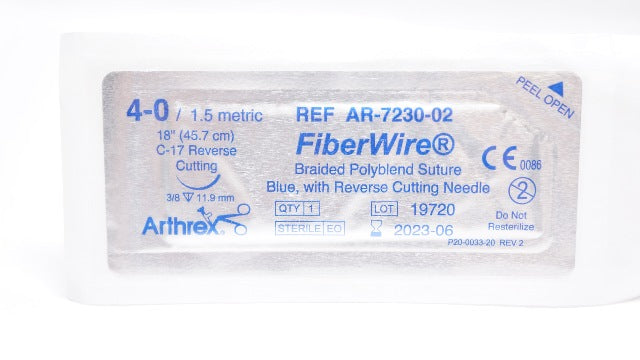 4-0 / 1.5 metric
18" (45.7 cm)
C-17 Reverse
Cutting
3/8 11.9 mm
Arthrex®
REF AR-7230-02
FiberWire®
Braided Polyblend Suture
Blue, with Reverse Cutting Needle
QTY 1
LOT 19720
STERILE EO
2023-06
PEEL OPEN
CE 0086
2
Do Not
Resterilize
P20-0033-20 REV 2